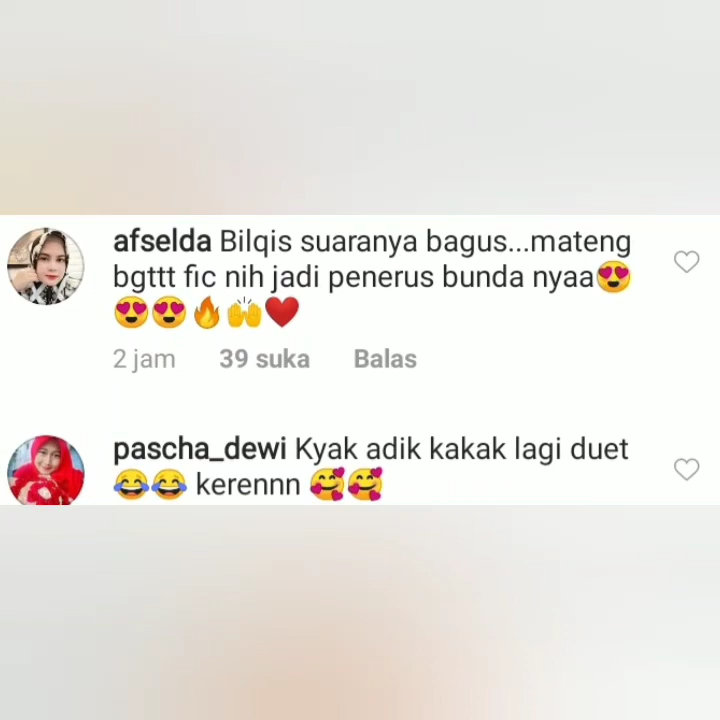 afselda Bilqis suaranya bagus...mateng
bgttt fic nih jadi penerus bunda nyaa😍
😍😍🔥🙌❤️
2 jam 39 suka Balas
pascha_dewi Kyak adik kakak lagi duet
😂😂 kerennn 🥰🥰